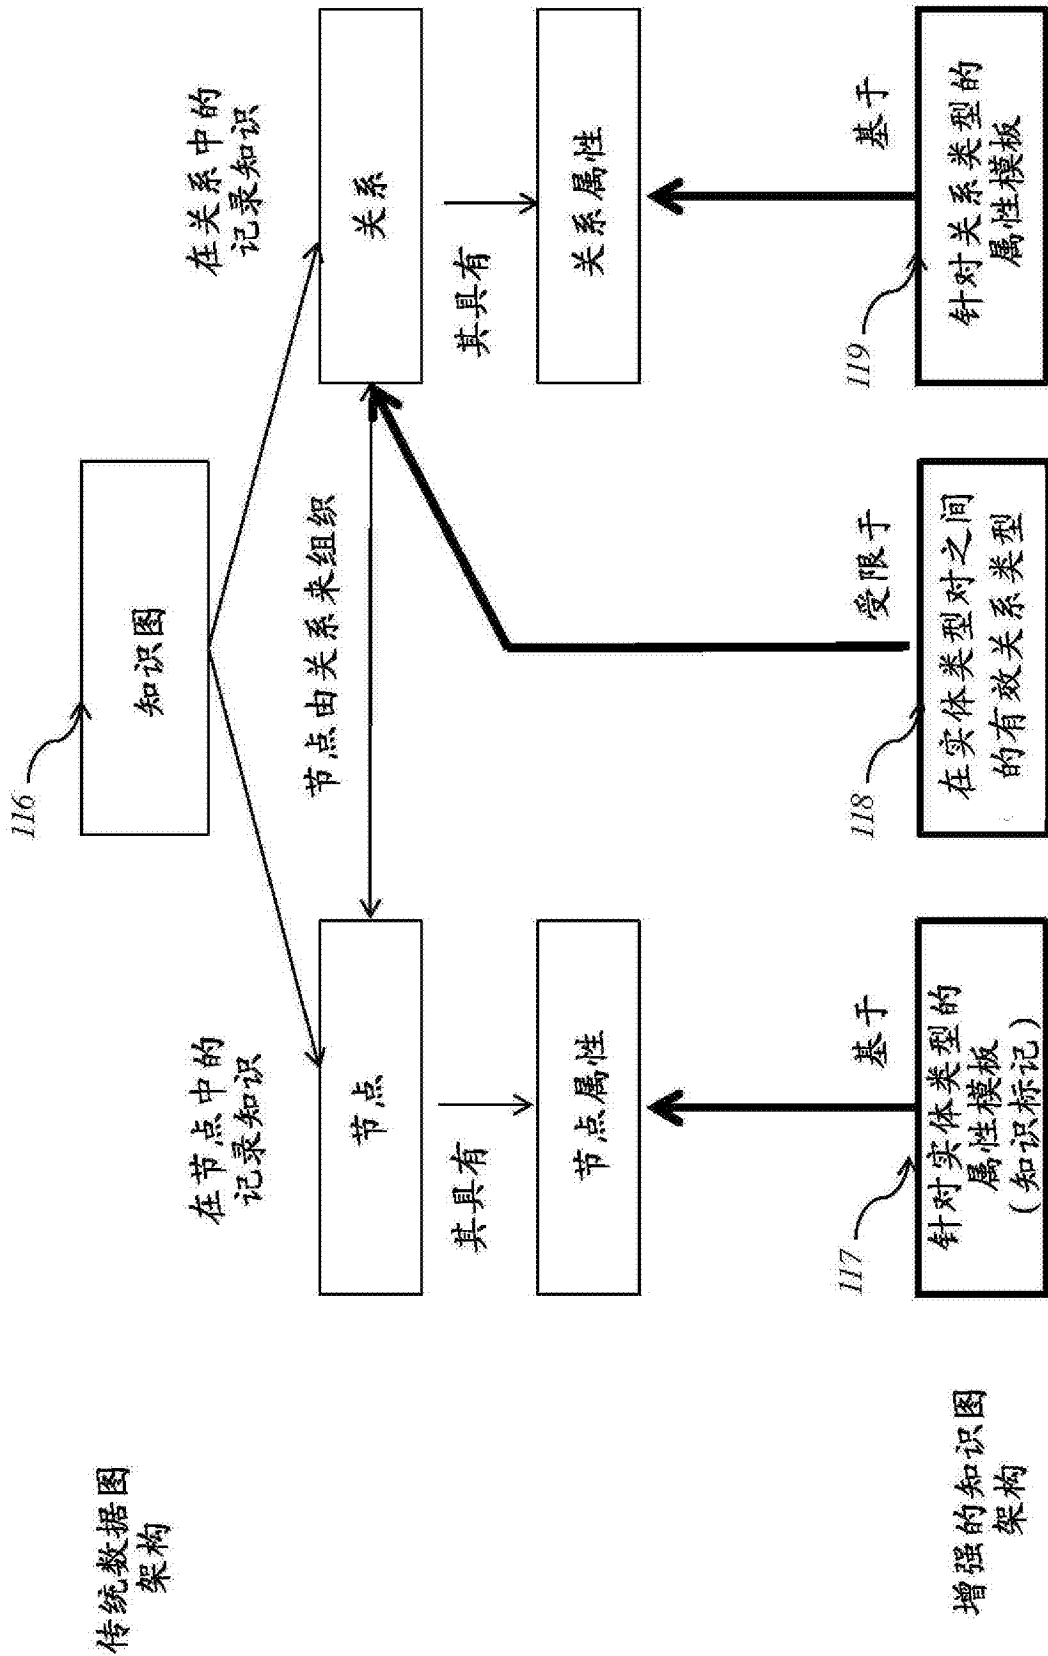 传统数据图
架构
116
知识图
在节点中的
记录知识
在关系中的
记录知识
节点
节点由关系来组织
关系
其具有
其具有
节点属性
关系属性
基于
受限于
基于
117
118
119
增强的知识图
架构
针对实体类型的
属性模板
(知识标记)
在实体类型对之间
的有效关系类型
针对关系类型的
属性模板